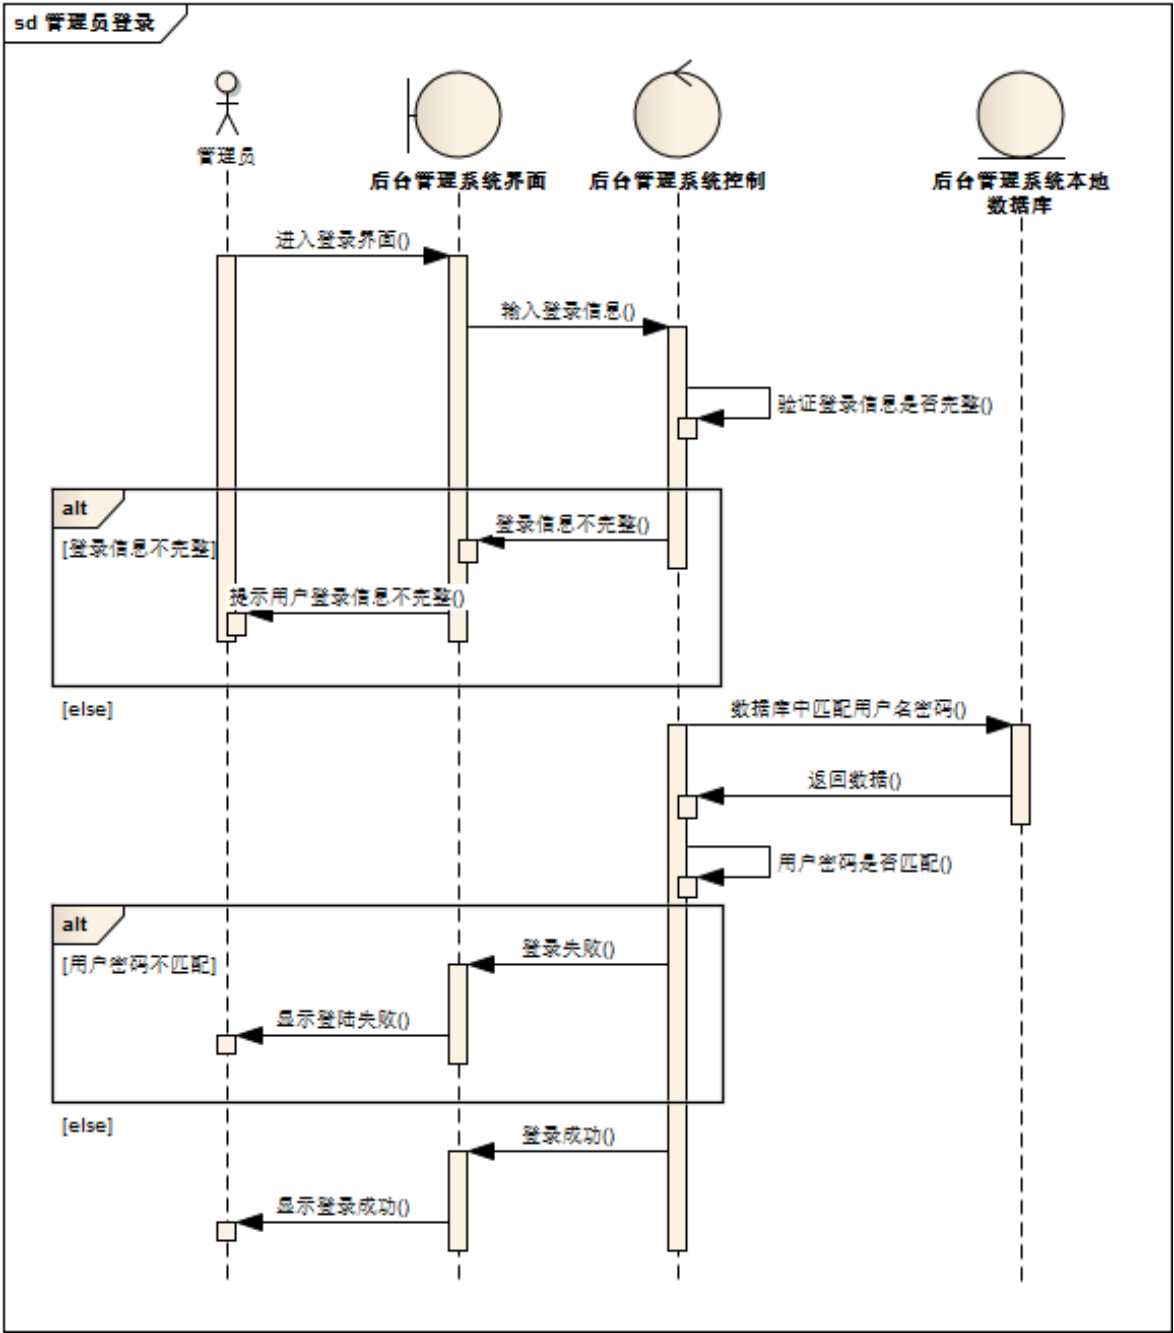 sd 管理员登录
管理员
后台管理系统界面
后台管理系统控制
后台管理系统本地
数据库
进入登录界面()
输入登录信息()
验证登录信息是否完整()
alt
登录信息不完整()
[登录信息不完整]
提示用户登录信息不完整()
[else]
数据库中匹配用户名密码()
返回数据()
用户密码是否匹配()
alt
登录失败()
[用户密码不匹配]
显示登陆失败()
[else]
登录成功()
显示登录成功()